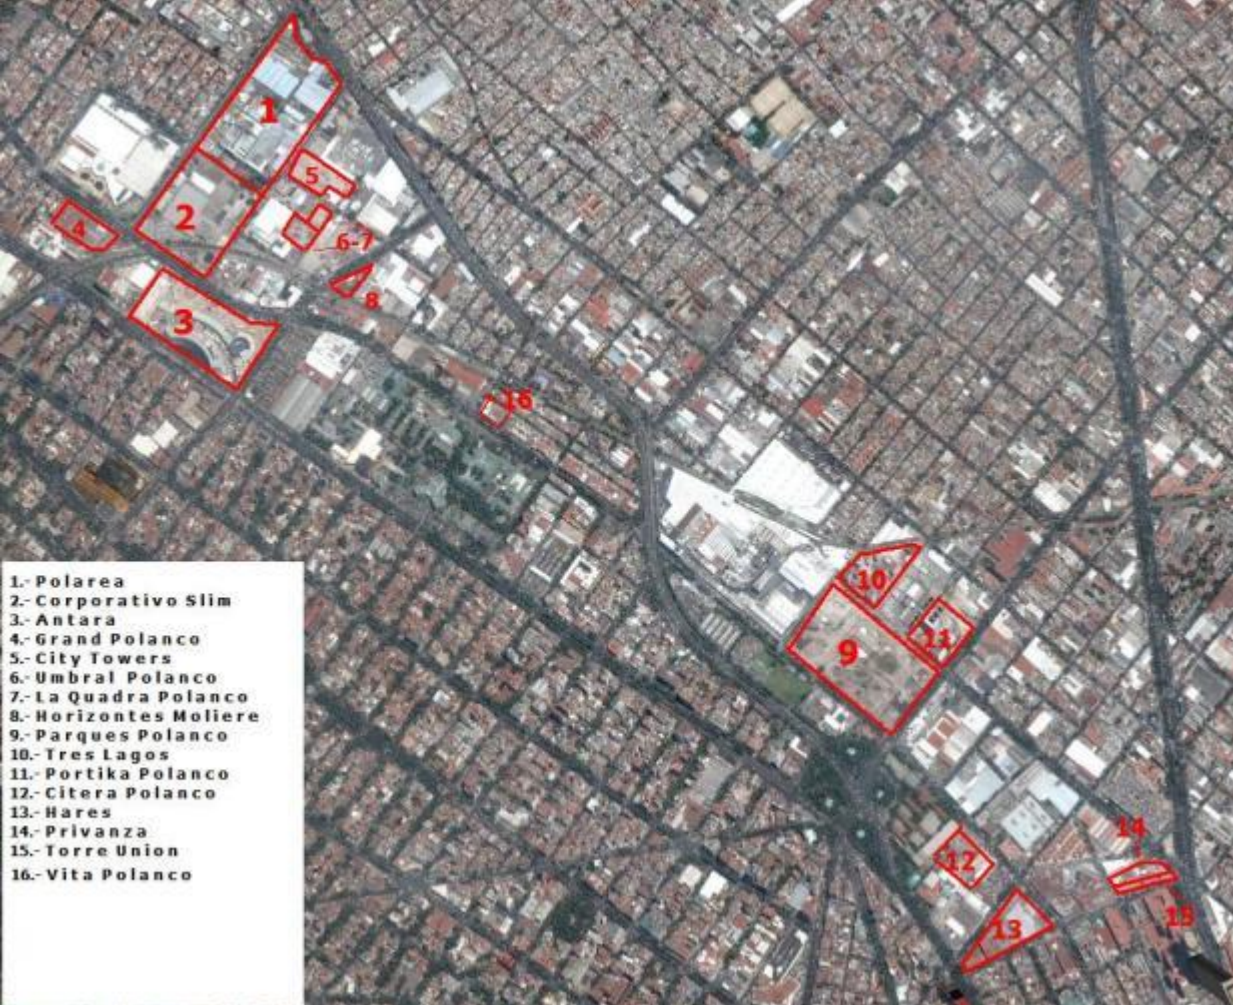 1
5
2
4
6-7
8
3
16
10
11
9
14
12
15
13
1.- Polarea
2.- Corporativo Slim
3.- Antara
4.- Grand Polanco
5.- City Towers
6.- Umbral Polanco
7.- La Quadra Polanco
8.- Horizontes Moliere
9.- Parques Polanco
10.- Tres Lagos
11.- Portika Polanco
12.- Citera Polanco
13.- Hares
14.- Privanza
15.- Torre Union
16.- Vita Polanco